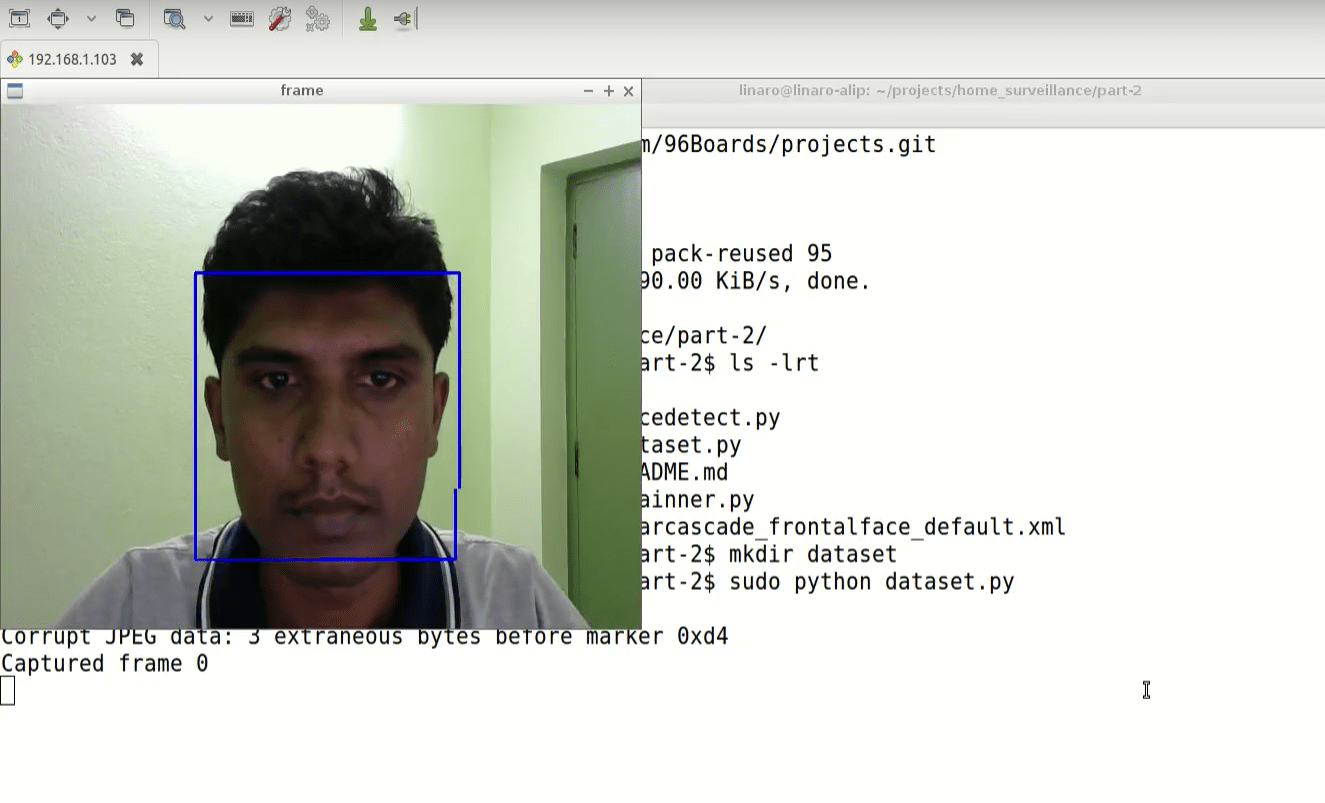 192.168.1.103
frame
linaro@linaro-alip: ~/projects/home_surveillance/part-2
m/96Boards/projects.git
pack-reused 95
90.00 KiB/s, done.
ce/part-2/
art-2$ ls -lrt
cedetect.py
taset.py
ADME.md
ainner.py
arcascade_frontalface_default.xml
art-2$ mkdir dataset
art-2$ sudo python dataset.py
Corrupt JPEG data: 3 extraneous bytes before marker 0xd4
Captured frame 0